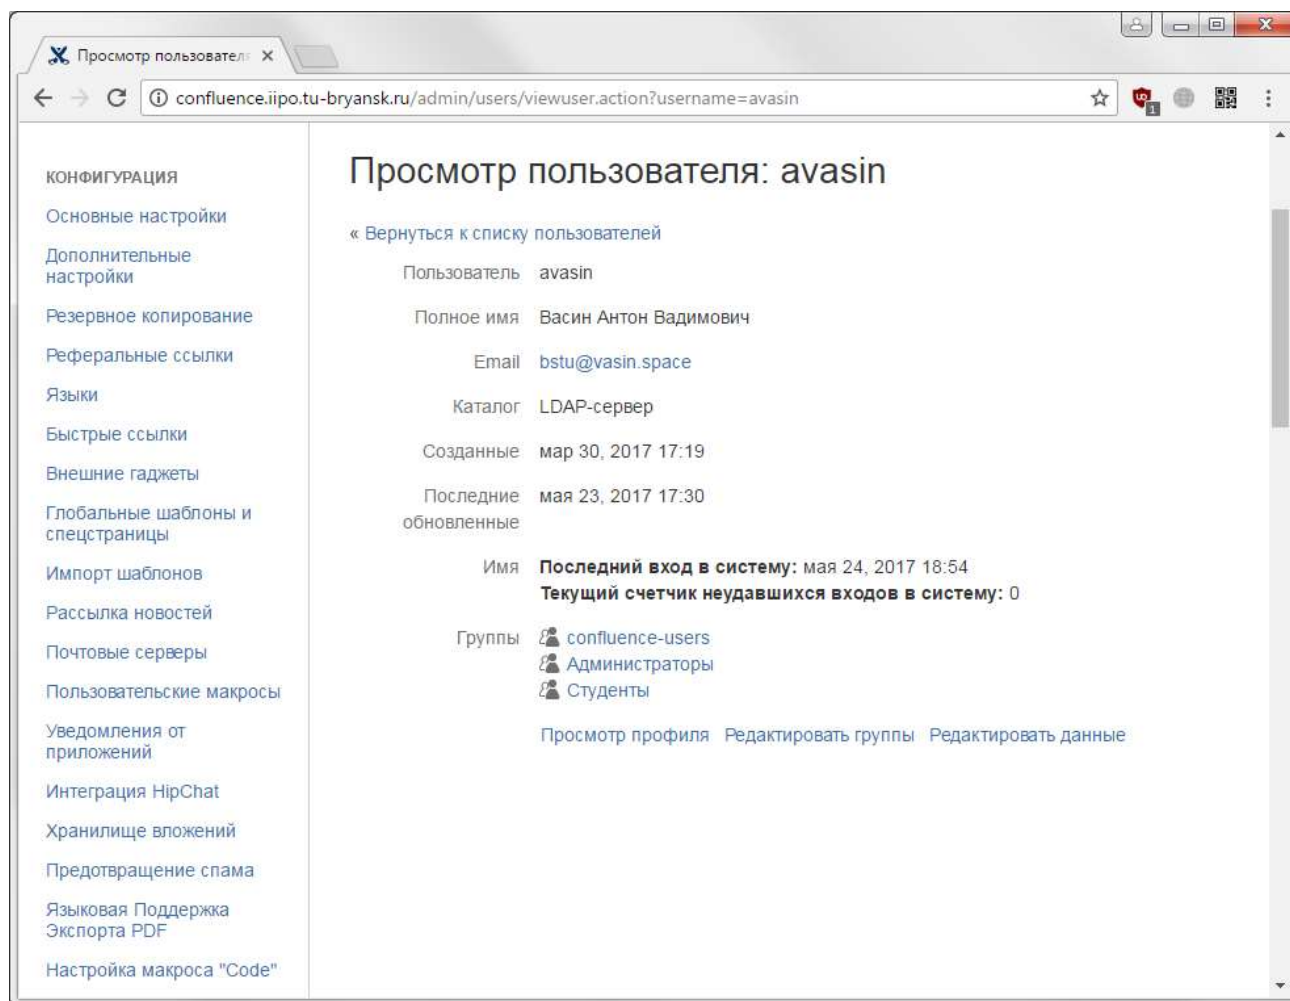 Просмотр пользовател
confluence.iipo.tu-bryansk.ru/admin/users/viewuser.action?username=avasin
1
КОНФИГУРАЦИЯ
Основные настройки
Дополнительные
настройки
Резервное копирование
Реферальные ссылки
Языки
Быстрые ссылки
Внешние гаджеты
Глобальные шаблоны и
спецстраницы
Импорт шаблонов
Рассылка новостей
Почтовые серверы
Пользовательские макросы
Уведомления от
приложений
Интеграция HipChat
Хранилище вложений
Предотвращение спама
Языковая Поддержка
Экспорта PDF
Настройка макроса "Code"
Просмотр пользователя: avasin
« Вернуться к списку пользователей
Пользователь avasin
Полное имя Васин Антон Вадимович
Email bstu@vasin.space
Каталог LDAP-сервер
Созданные мар 30, 2017 17:19
Последние мая 23, 2017 17:30
обновленные
Имя Последний вход в систему: мая 24, 2017 18:54
Текущий счетчик неудавшихся входов в систему: 0
Группы confluence-users
Администраторы
Студенты
Просмотр профиля Редактировать группы Редактировать данные